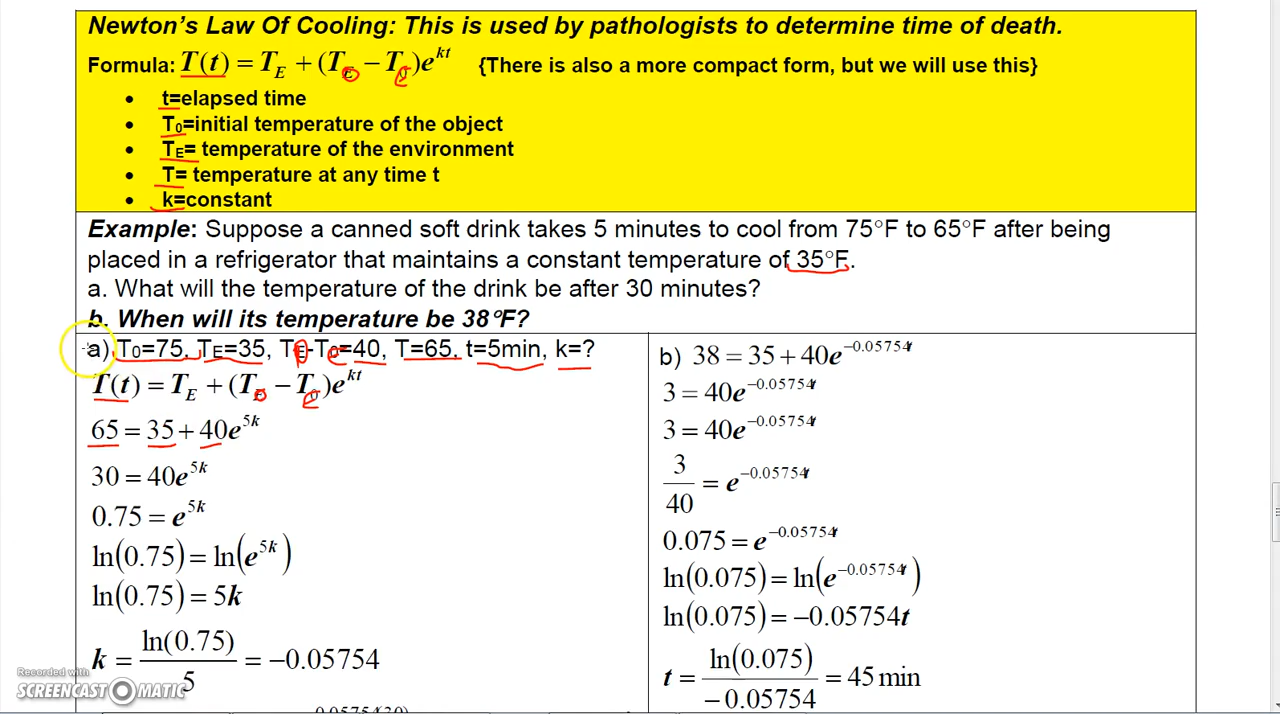 Newton's Law Of Cooling: This is used by pathologists to determine time of death.
Formula: T(t) = T_E + (T_E − T_0)e^{kt} {There is also a more compact form, but we will use this}
o e
• t=elapsed time
• T₀=initial temperature of the object
• T_E= temperature of the environment
• T= temperature at any time t
• k=constant
Example: Suppose a canned soft drink takes 5 minutes to cool from 75°F to 65°F after being
placed in a refrigerator that maintains a constant temperature of 35°F.
a. What will the temperature of the drink be after 30 minutes?
b. When will its temperature be 38°F?
a) T₀=75, T_E=35, T_E-T₀=40, T=65, t=5min, k=?
T(t) = T_E + (T_E − T_0)e^{kt}
o e
65 = 35 + 40e^{5k}
30 = 40e^{5k}
0.75 = e^{5k}
ln(0.75) = ln(e^{5k})
ln(0.75) = 5k
k = ln(0.75)/5 = −0.05754
b) 38 = 35 + 40e^{−0.05754t}
3 = 40e^{−0.05754t}
3 = 40e^{−0.05754t}
3/40 = e^{−0.05754t}
0.075 = e^{−0.05754t}
ln(0.075) = ln(e^{−0.05754t})
ln(0.075) = −0.05754t
t = ln(0.075)/−0.05754 = 45 min
Recorded with
SCREENCAST-O-MATIC